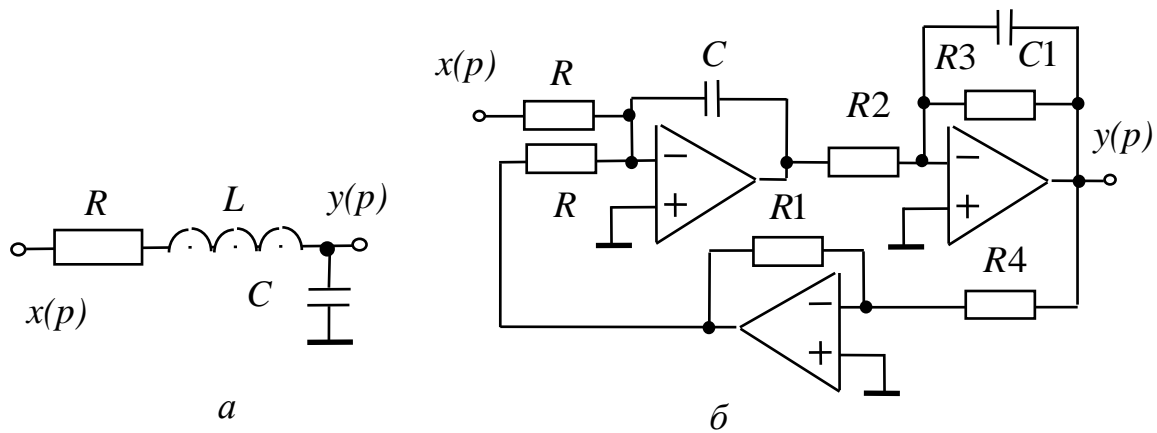 R
L
y(p)
x(p)
C
а
x(p)
R
C
R
R2
R3
C1
y(p)
−
+
−
+
R1
R4
−
+
б